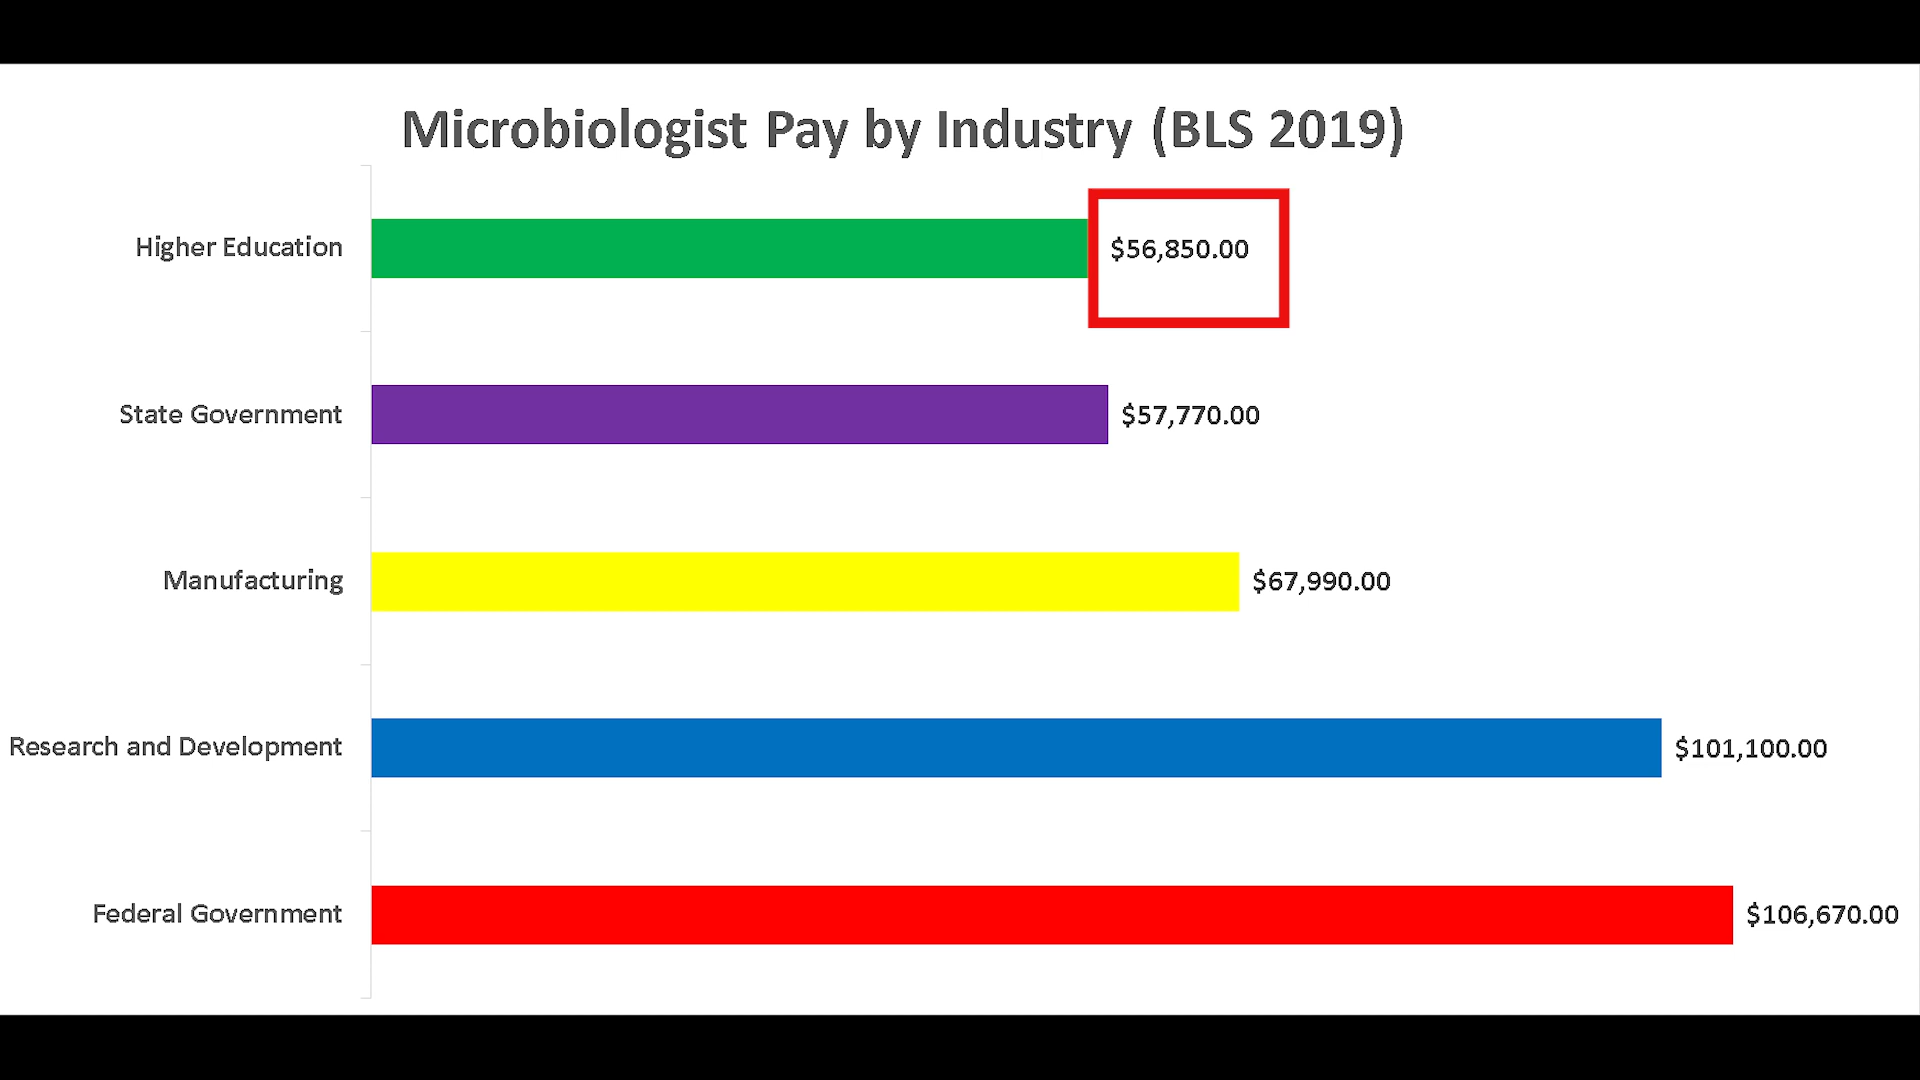 Microbiologist Pay by Industry (BLS 2019)
Higher Education $56,850.00
State Government $57,770.00
Manufacturing $67,990.00
Research and Development $101,100.00
Federal Government $106,670.00